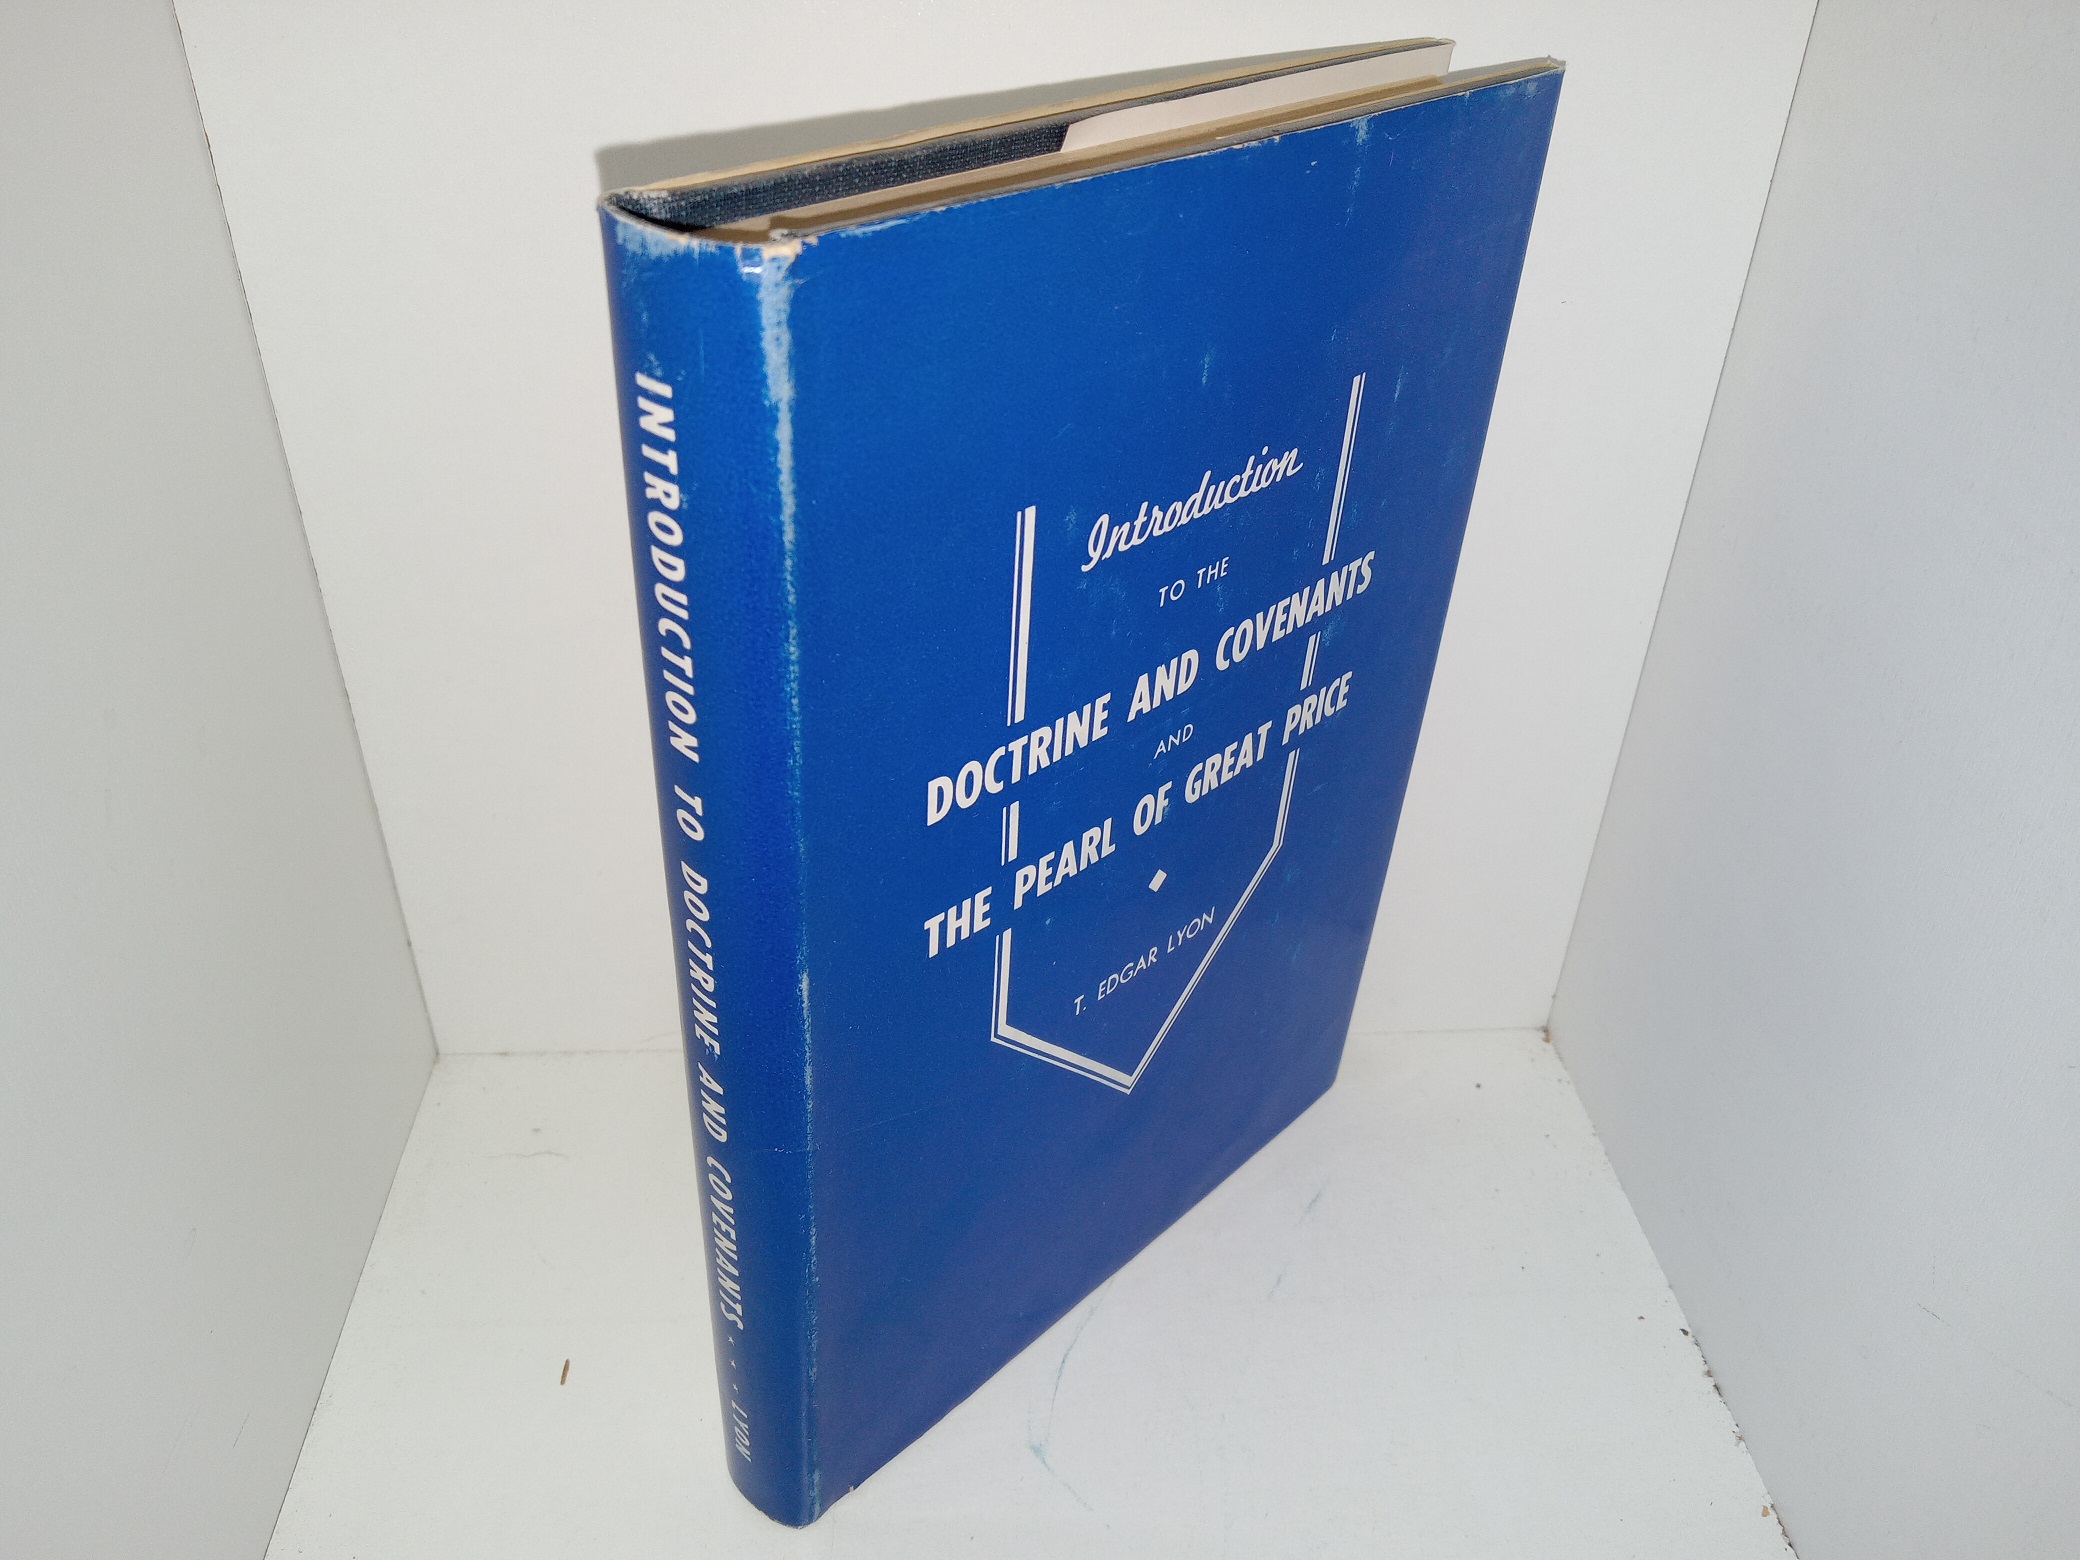 INTRODUCTION TO DOCTRINE AND COVENANTS . . . LYON
Introduction
TO THE
DOCTRINE AND COVENANTS
AND
THE PEARL OF GREAT PRICE
T. EDGAR LYON